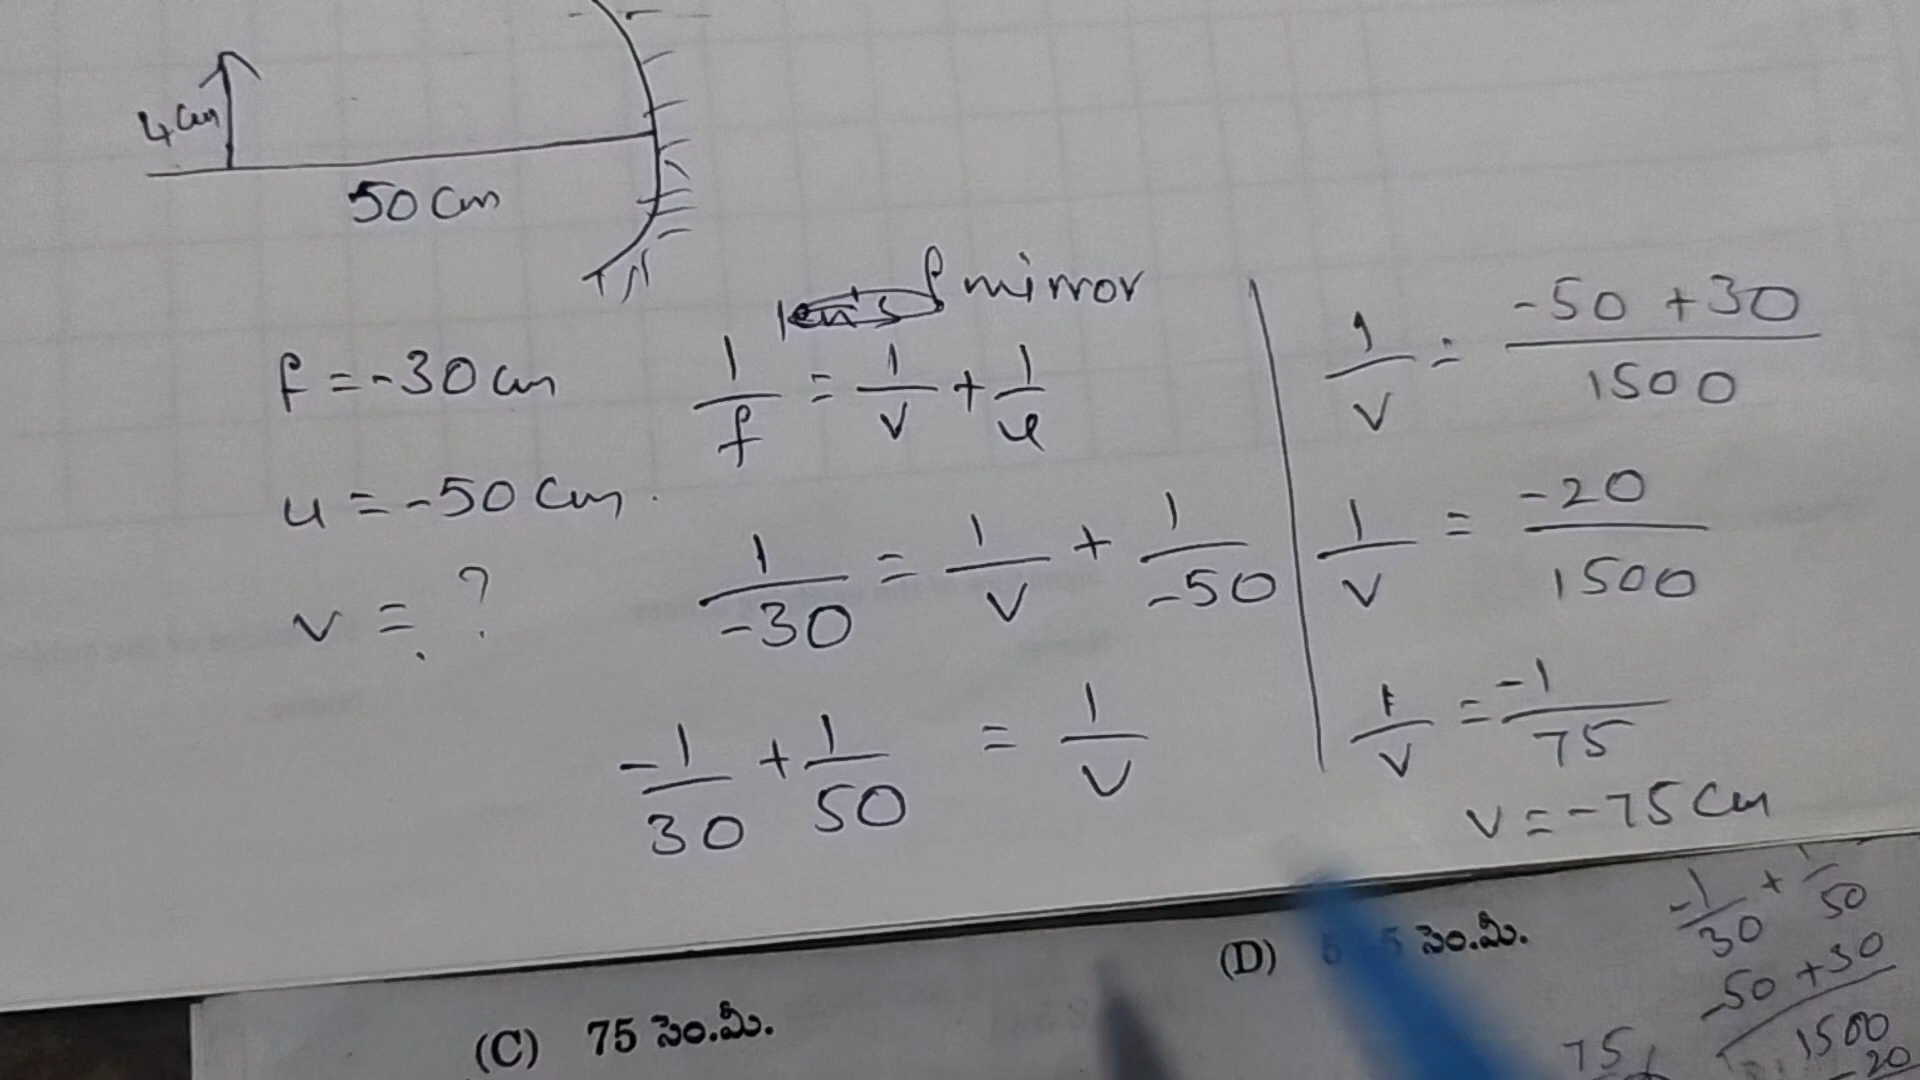 4cm
50 cm
f mirror
f = -30 cm
1/f = 1/v + 1/u
u = -50 cm.
1/-30 = 1/v + 1/-50
v = ?
-1/30 + 1/50 = 1/v
1/v = -50 + 30/1500
1/v = -20/1500
1/v = -1/75
v = -75 cm
(C) 75 సెం.మీ.
(D) సెం.మీ.
-1/30 + 1/50
-50 + 30
1500
-20
75